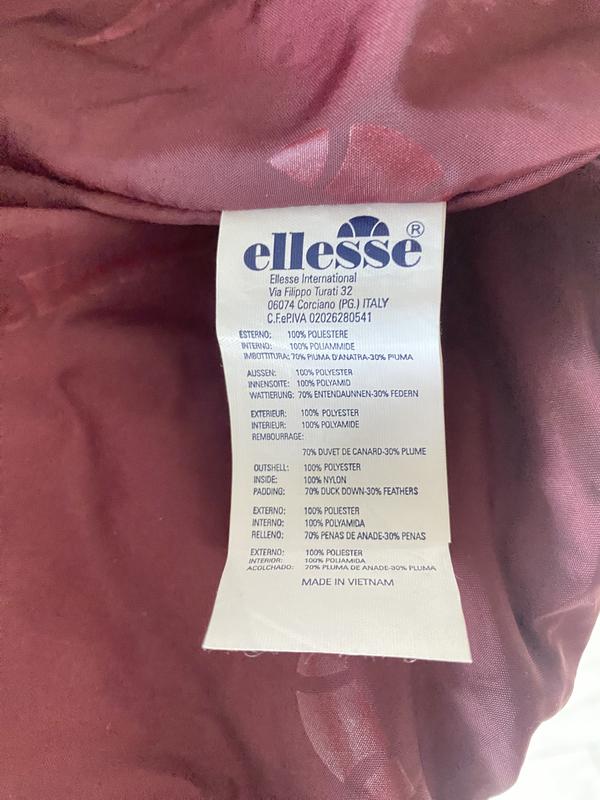 ellesse®
Ellesse International
Via Filippo Turati 32
06074 Corciano (PG.) ITALY
C.F.eP.IVA 02026280541
ESTERNO: 100% POLIESTERE
INTERNO: 100% POLIAMMIDE
IMBOTTITURA: 70% PIUMA D'ANATRA-30% PIUMA
AUSSEN: 100% POLYESTER
INNENSOITE: 100% POLYAMID
WATTIERUNG: 70% ENTENDAUNNEN-30% FEDERN
EXTERIEUR: 100% POLYESTER
INTERIEUR: 100% POLYAMIDE
REMBOURRAGE:
70% DUVET DE CANARD-30% PLUME
OUTSHELL: 100% POLYESTER
INSIDE: 100% NYLON
PADDING: 70% DUCK DOWN-30% FEATHERS
EXTERNO: 100% POLIESTER
INTERNO: 100% POLYAMIDA
RELLENO: 70% PENAS DE ANADE-30% PENAS
EXTERNO: 100% POLIESTER
INTERIOR: 100% POLIAMIDA
ACOLCHADO: 70% PLUMA DE ANADE-30% PLUMA
MADE IN VIETNAM